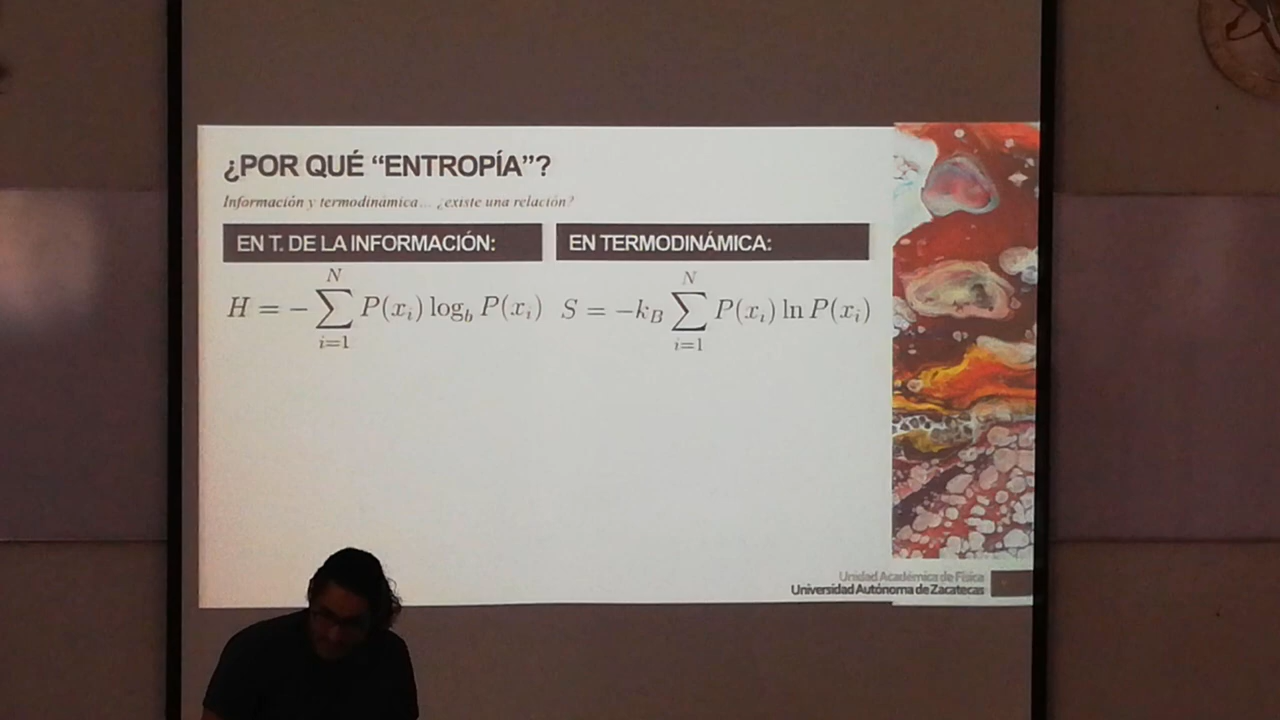 ¿POR QUÉ “ENTROPÍA”?
Información y termodinámica... ¿existe una relación?
EN T. DE LA INFORMACIÓN:
H = − ∑_{i=1}^{N} P(x_i) log_b P(x_i)
EN TERMODINÁMICA:
S = −k_B ∑_{i=1}^{N} P(x_i) ln P(x_i)
Unidad Académica de Física
Universidad Autónoma de Zacatecas